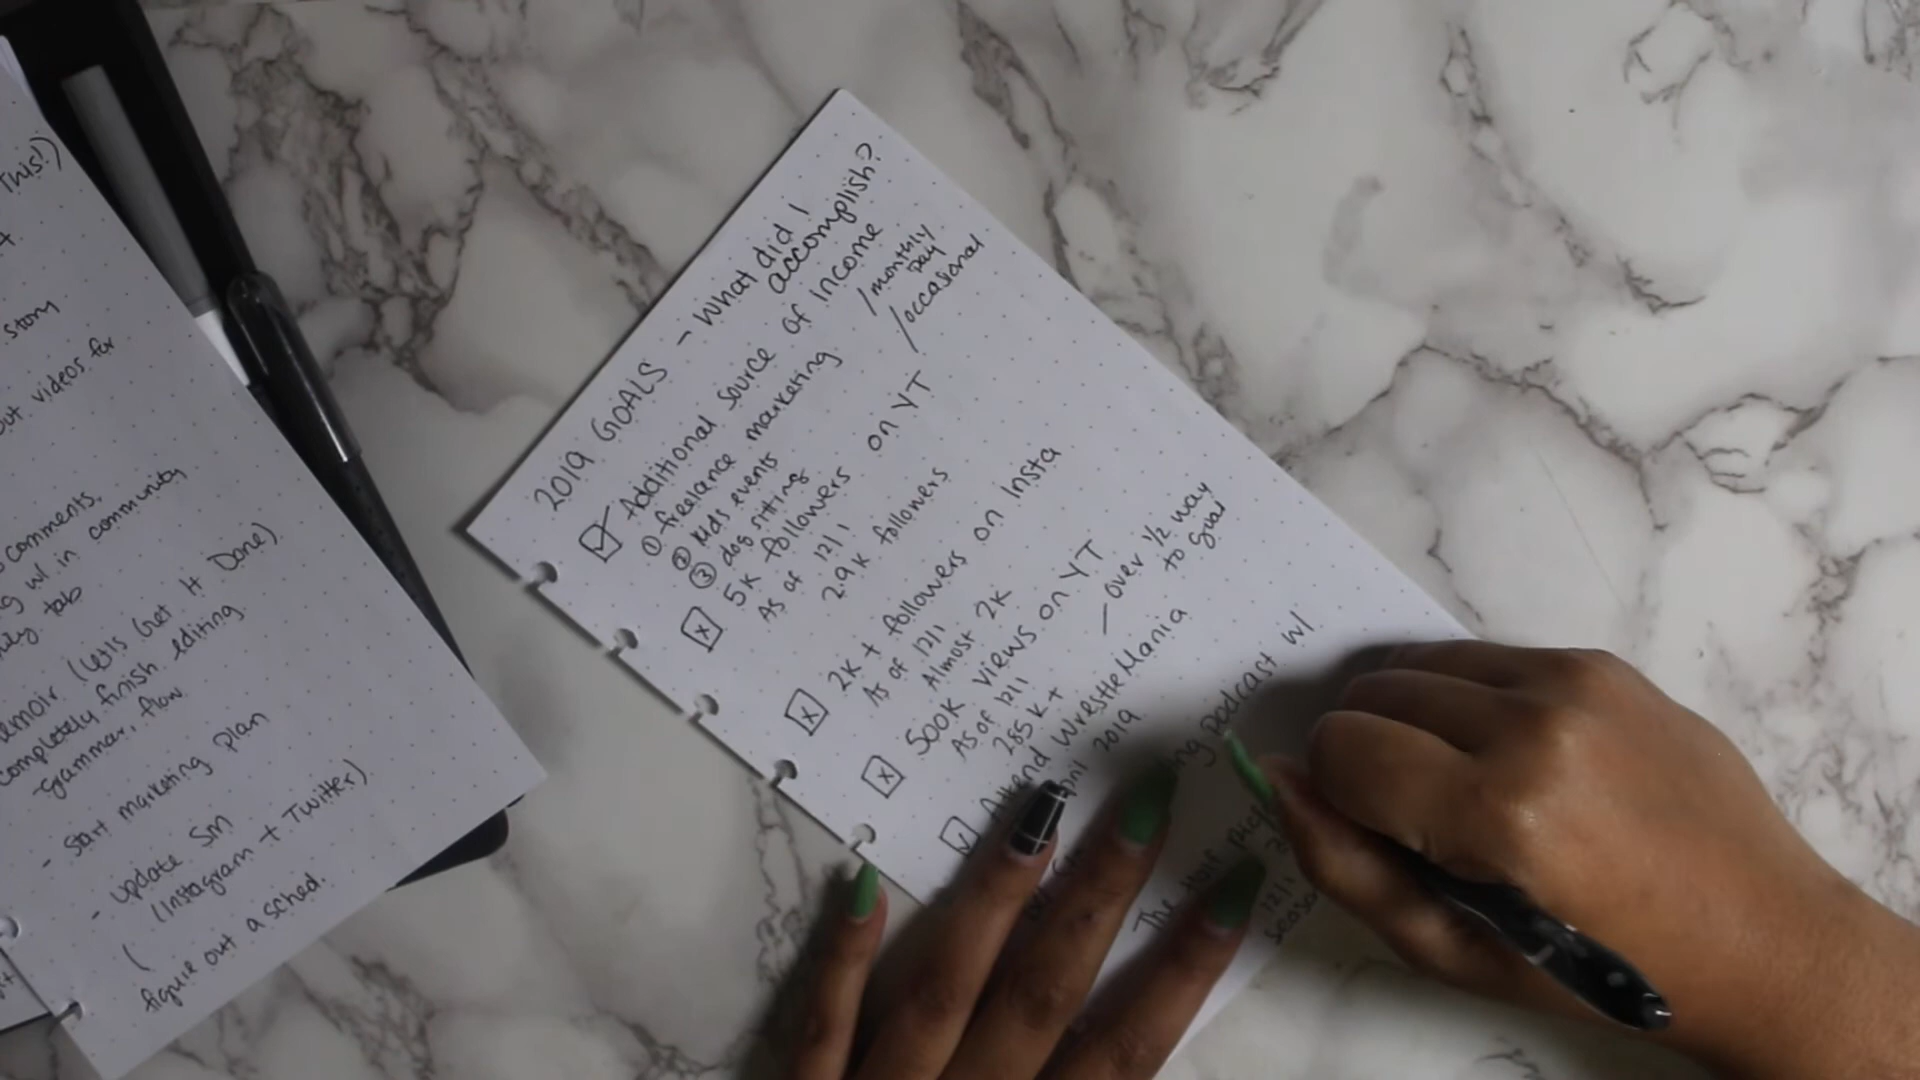 This!)
story
out videos for
comments,
w/ in community
tab
(Let's Get It Done)
completely finish editing
-grammar, flow
- Start marketing plan
- update SM
(Instagram + Twitter)
(
figure out a sched.
2019 GOALS - What did I
accomplish?
Additional source of income
① freelance marketing /monthly
pay
② kids events /occasional
③ dog sitting
5K followers on YT
As of 12/1
2.9K followers
2K + followers on Insta
As of 12/1
Almost 2K
500K views on YT
As of 12/1 - over 1/2 way
285K+ to goal
Attend WrestleMania
2019
podcast w/
The
12/1